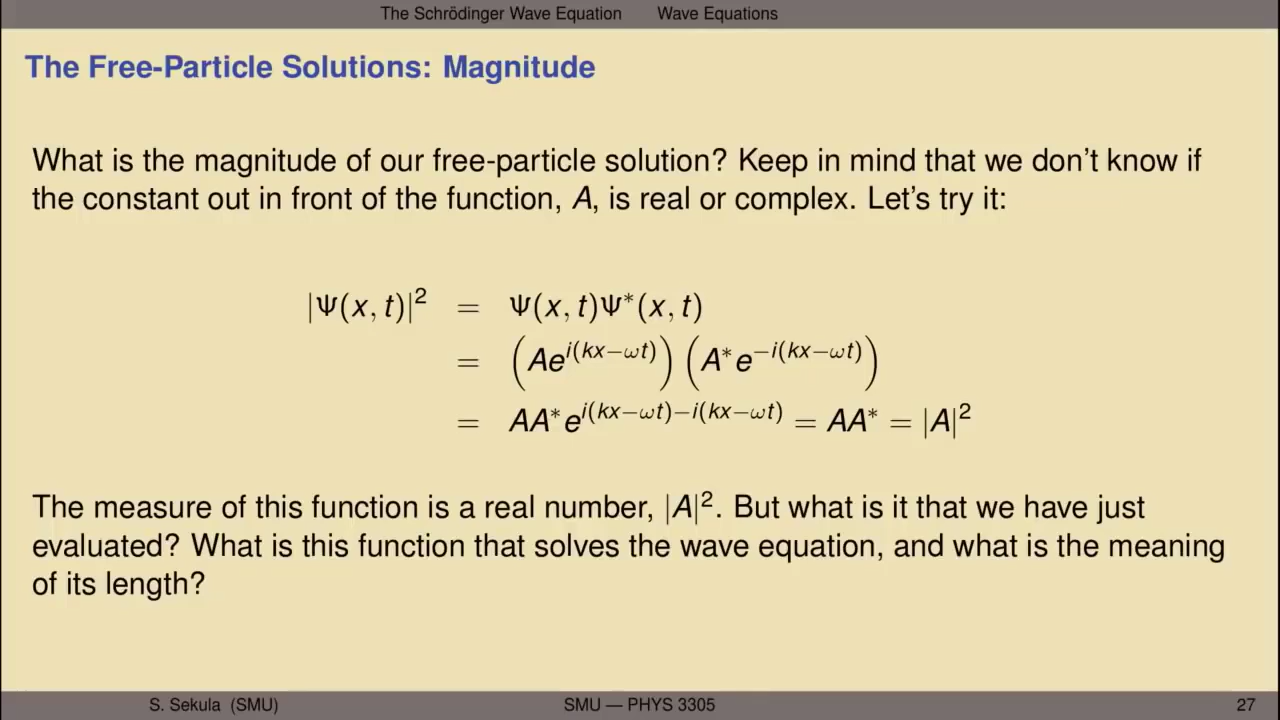 The Schrödinger Wave Equation Wave Equations
The Free-Particle Solutions: Magnitude
What is the magnitude of our free-particle solution? Keep in mind that we don't know if
the constant out in front of the function, A, is real or complex. Let's try it:
|Ψ(x, t)|² = Ψ(x, t)Ψ*(x, t)
= (Ae^{i(kx−ωt)}) (A*e^{−i(kx−ωt)})
= AA*e^{i(kx−ωt)−i(kx−ωt)} = AA* = |A|²
The measure of this function is a real number, |A|². But what is it that we have just
evaluated? What is this function that solves the wave equation, and what is the meaning
of its length?
S. Sekula (SMU) SMU — PHYS 3305 27